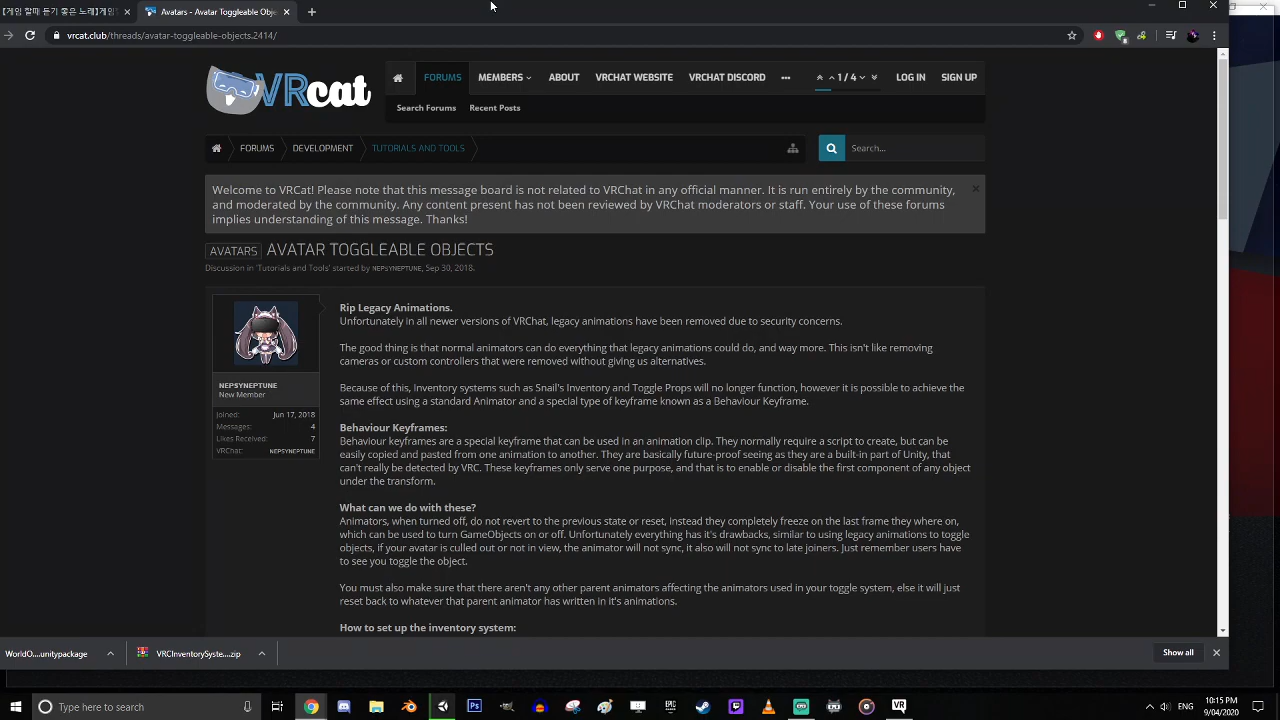 [게임 할때 듣기 좋은 노래/게임
Avatars - Avatar Toggleable Obje
vrcat.club/threads/avatar-toggleable-objects.2414/
VRcat
FORUMS MEMBERS ABOUT VRCHAT WEBSITE VRCHAT DISCORD ••• 1 / 4 LOG IN SIGN UP
Search Forums Recent Posts
FORUMS DEVELOPMENT TUTORIALS AND TOOLS Search...
Welcome to VRCat! Please note that this message board is not related to VRChat in any official manner. It is run entirely by the community,
and moderated by the community. Any content present has not been reviewed by VRChat moderators or staff. Your use of these forums
implies understanding of this message. Thanks!
AVATARS AVATAR TOGGLEABLE OBJECTS
Discussion in 'Tutorials and Tools' started by NEPSYNEPTUNE, Sep 30, 2018.
NEPSYNEPTUNE
New Member
Joined: Jun 17, 2018
Messages: 4
Likes Received: 7
VRChat: NEPSYNEPTUNE
Rip Legacy Animations.
Unfortunately in all newer versions of VRChat, legacy animations have been removed due to security concerns.
The good thing is that normal animations can do everything that legacy animations could do, and way more. This isn't like removing
cameras or custom controllers that were removed without giving us alternatives.
Because of this, Inventory systems such as Snail's Inventory and Toggle Props will no longer function, however it is possible to achieve the
same effect using a standard Animator and a special type of keyframe known as a Behaviour Keyframe.
Behaviour Keyframes:
Behaviour keyframes are a special keyframe that can be used in an animation clip. They normally require a script to create, but can be
easily copied and pasted from one animation to another. They are basically future-proof seeing as they are a built-in part of Unity, that
can't really be detected by VRC. These keyframes only serve one purpose, and that is to enable or disable the first component of any object
under the transform.
What can we do with these?
Animators, when turned off, do not revert to the previous state or reset, Instead they completely freeze on the last frame they where on,
which can be used to turn GameObjects on or off. Unfortunately everything has it's drawbacks, similar to using legacy animations to toggle
objects, if your avatar is culled out or not in view, the animator will not sync, it also will not sync to late joiners. Just remember users have
to see you toggle the object.
You must also make sure that there aren't any other parent animators affecting the animators used in your toggle system, else it will just
reset back to whatever that parent animator has written in it's animations.
How to set up the inventory system:
WorldO....unitypackage VRCInventorySyste....zip Show all
Type here to search
Ps
EPIC
VR
10:15 PM
9/04/2020